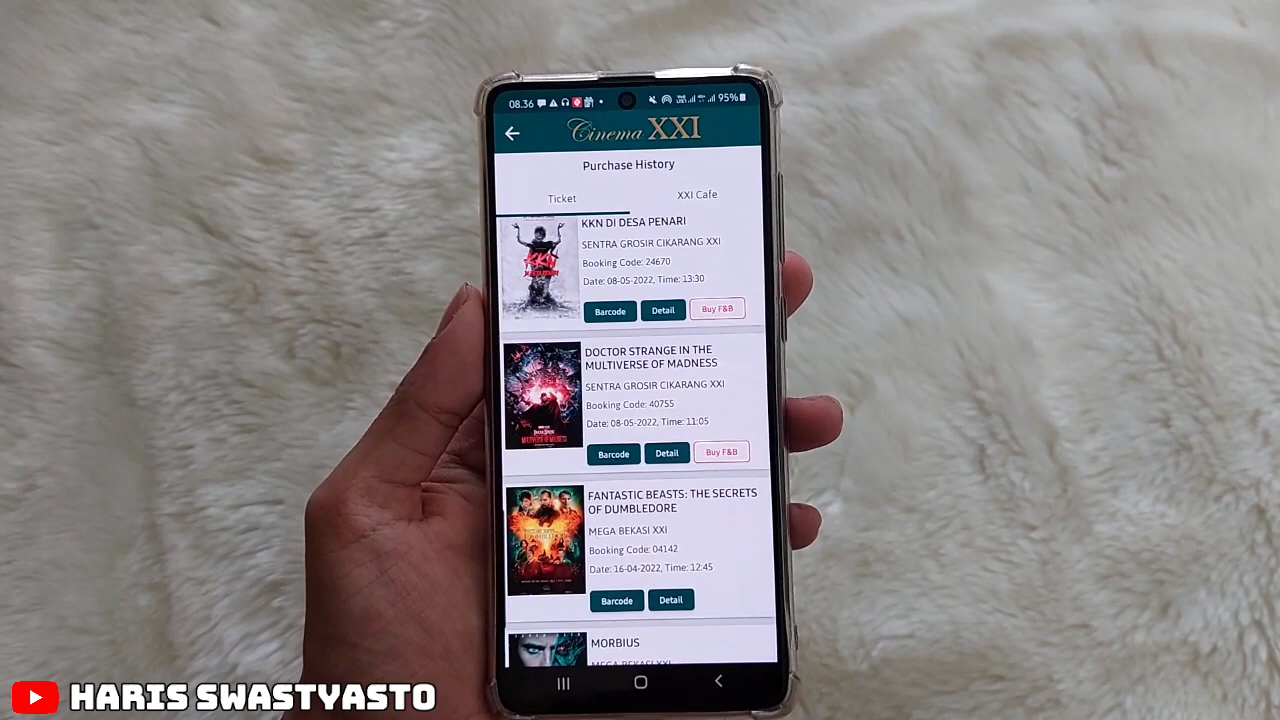 08.36 95%
Cinema XXI
Purchase History
Ticket XXI Cafe
KKN DI DESA PENARI
SENTRA GROSIR CIKARANG XXI
Booking Code: 24670
Date: 08-05-2022, Time: 13:30
Barcode Detail Buy F&B
DOCTOR STRANGE IN THE
MULTIVERSE OF MADNESS
SENTRA GROSIR CIKARANG XXI
Booking Code: 40755
Date: 08-05-2022, Time: 11:05
Barcode Detail Buy F&B
FANTASTIC BEASTS: THE SECRETS
OF DUMBLEDORE
MEGA BEKASI XXI
Booking Code: 04142
Date: 16-04-2022, Time: 12:45
Barcode Detail
MORBIUS
MEGA BEKASI XXI
HARIS SWASTYASTO